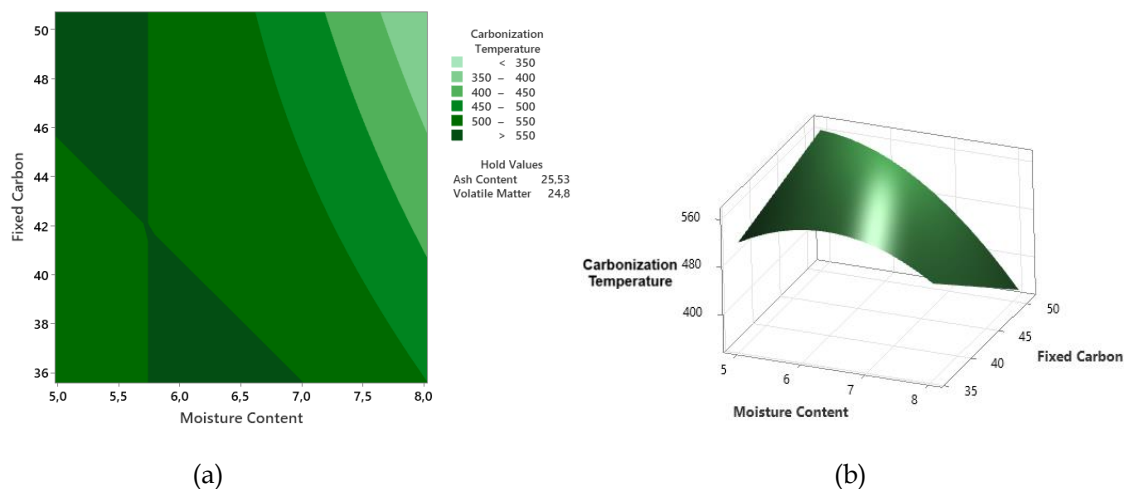 50
48
46
44
42
40
38
36
Fixed Carbon
5,0 5,5 6,0 6,5 7,0 7,5 8,0
Moisture Content
Carbonization
Temperature
< 350
350 – 400
400 – 450
450 – 500
500 – 550
> 550
Hold Values
Ash Content 25,53
Volatile Matter 24,8
(a)
560
480
400
Carbonization
Temperature
5 6 7 8
Moisture Content
50
45
40
35
Fixed Carbon
(b)